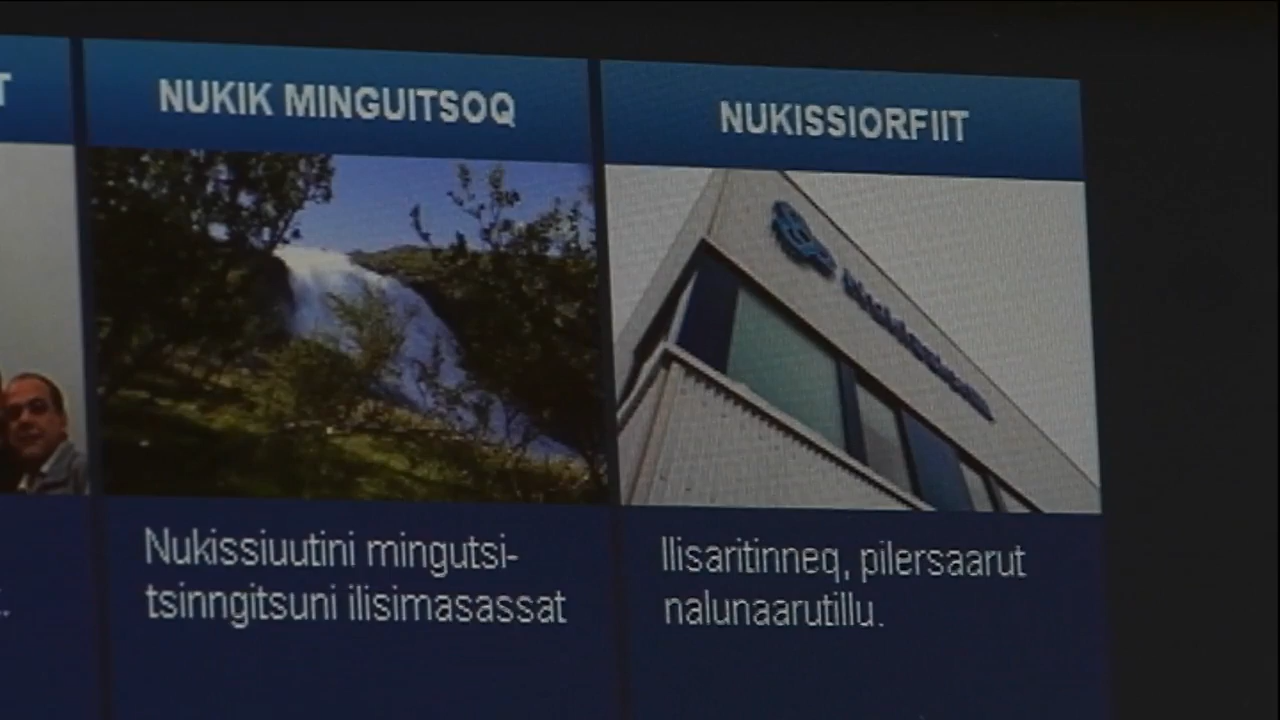 NUKIK MINGUITSOQ
Nukissiuutini mingutsi-
tsinngitsuni ilisimasassat
NUKISSIORFIIT
Ilisaritinneq, pilersaarut
nalunaarutillu.